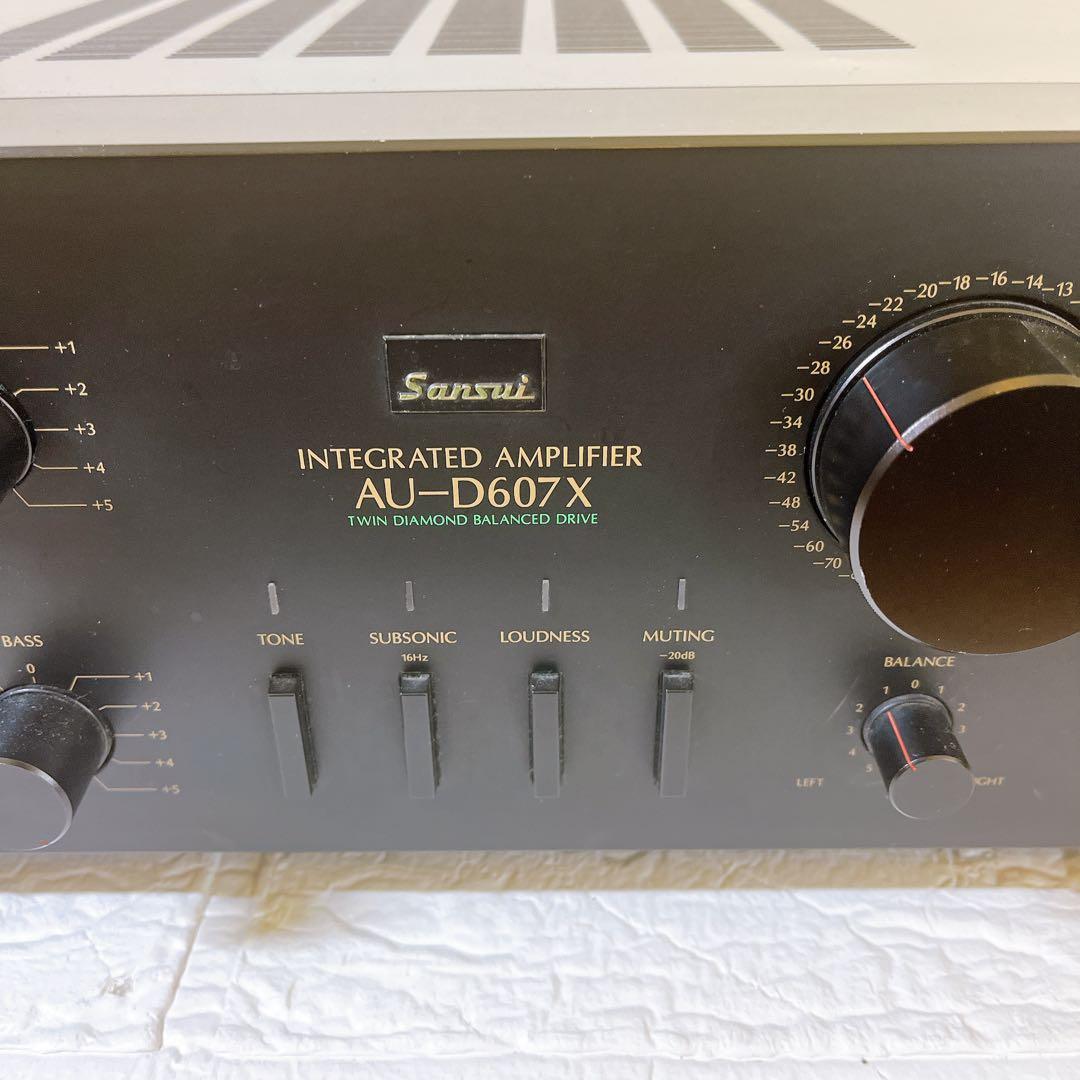 Sansui
INTEGRATED AMPLIFIER
AU-D607X
TWIN DIAMOND BALANCED DRIVE
+1
+2
+3
+4
+5
-13
-14
-16
-18
-20
-22
-24
-26
-28
-30
-34
-38
-42
-48
-54
-60
-70
TONE
SUBSONIC
16Hz
LOUDNESS
MUTING
-20dB
BASS
0
+1
+2
+3
+4
+5
BALANCE
1 0 1
2 2
3 3
4
5
LEFT